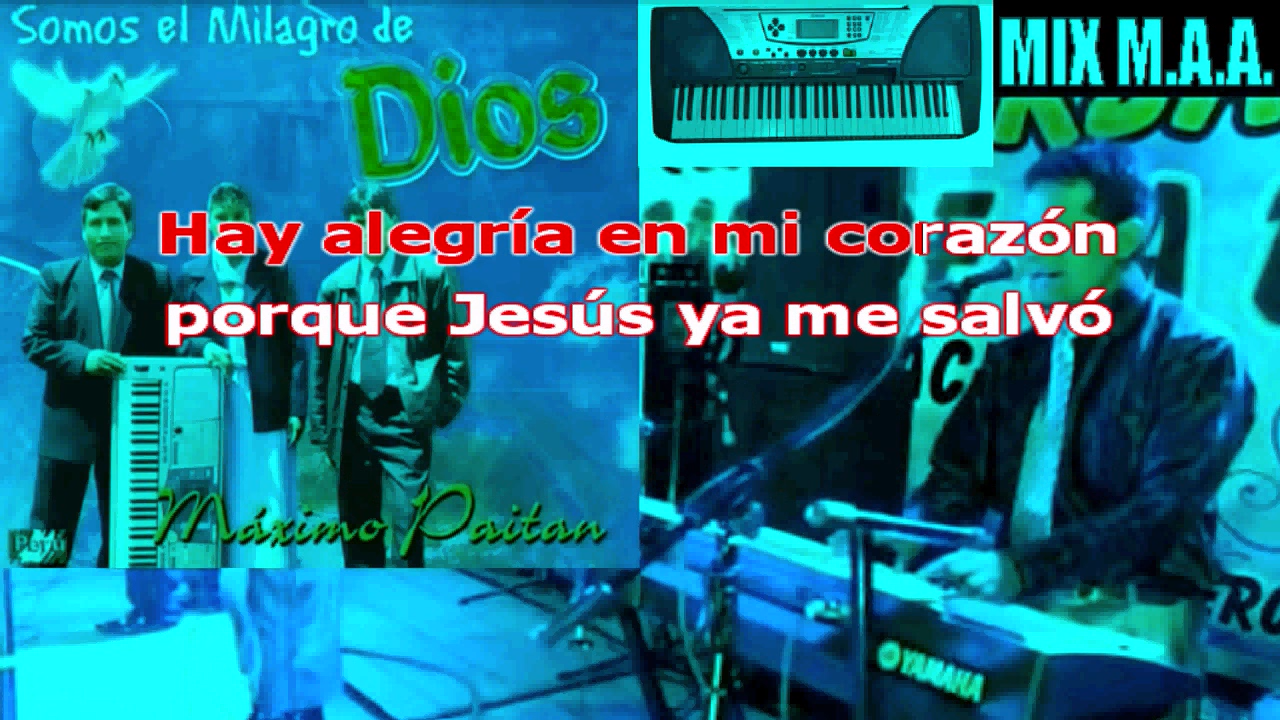 Somos el Milagro de
Dios
MIX M.A.A.
Hay alegría en mi corazón
porque Jesús ya me salvó
Máximo Paitan
Perú
YAMAHA